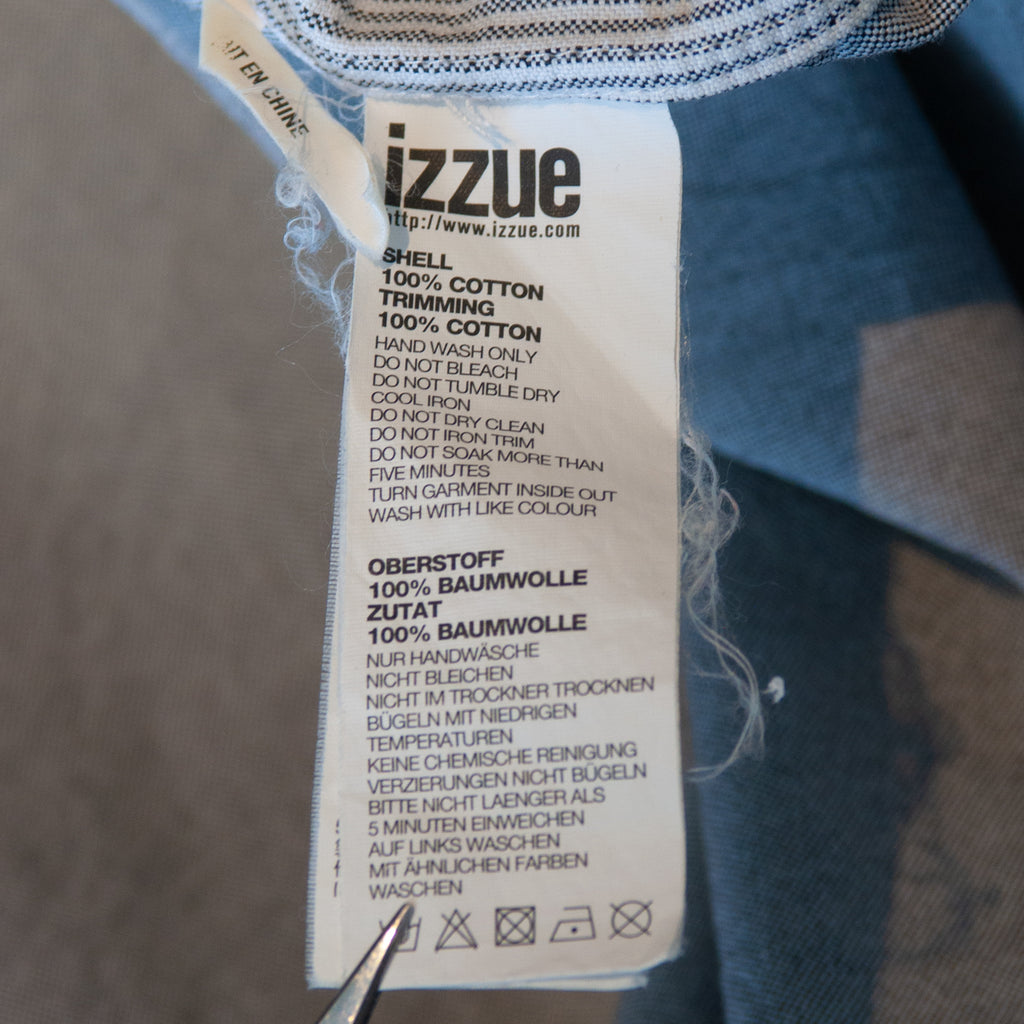 EN CHINE
izzue
http://www.izzue.com
SHELL
100% COTTON
TRIMMING
100% COTTON
HAND WASH ONLY
DO NOT BLEACH
DO NOT TUMBLE DRY
COOL IRON
DO NOT DRY CLEAN
DO NOT IRON TRIM
DO NOT SOAK MORE THAN
FIVE MINUTES
TURN GARMENT INSIDE OUT
WASH WITH LIKE COLOUR
OBERSTOFF
100% BAUMWOLLE
ZUTAT
100% BAUMWOLLE
NUR HANDWÄSCHE
NICHT BLEICHEN
NICHT IM TROCKNER TROCKNEN
BÜGELN MIT NIEDRIGEN
TEMPERATUREN
KEINE CHEMISCHE REINIGUNG
VERZIERUNGEN NICHT BÜGELN
BITTE NICHT LAENGER ALS
5 MINUTEN EINWEICHEN
AUF LINKS WASCHEN
MIT ÄHNLICHEN FARBEN
WASCHEN